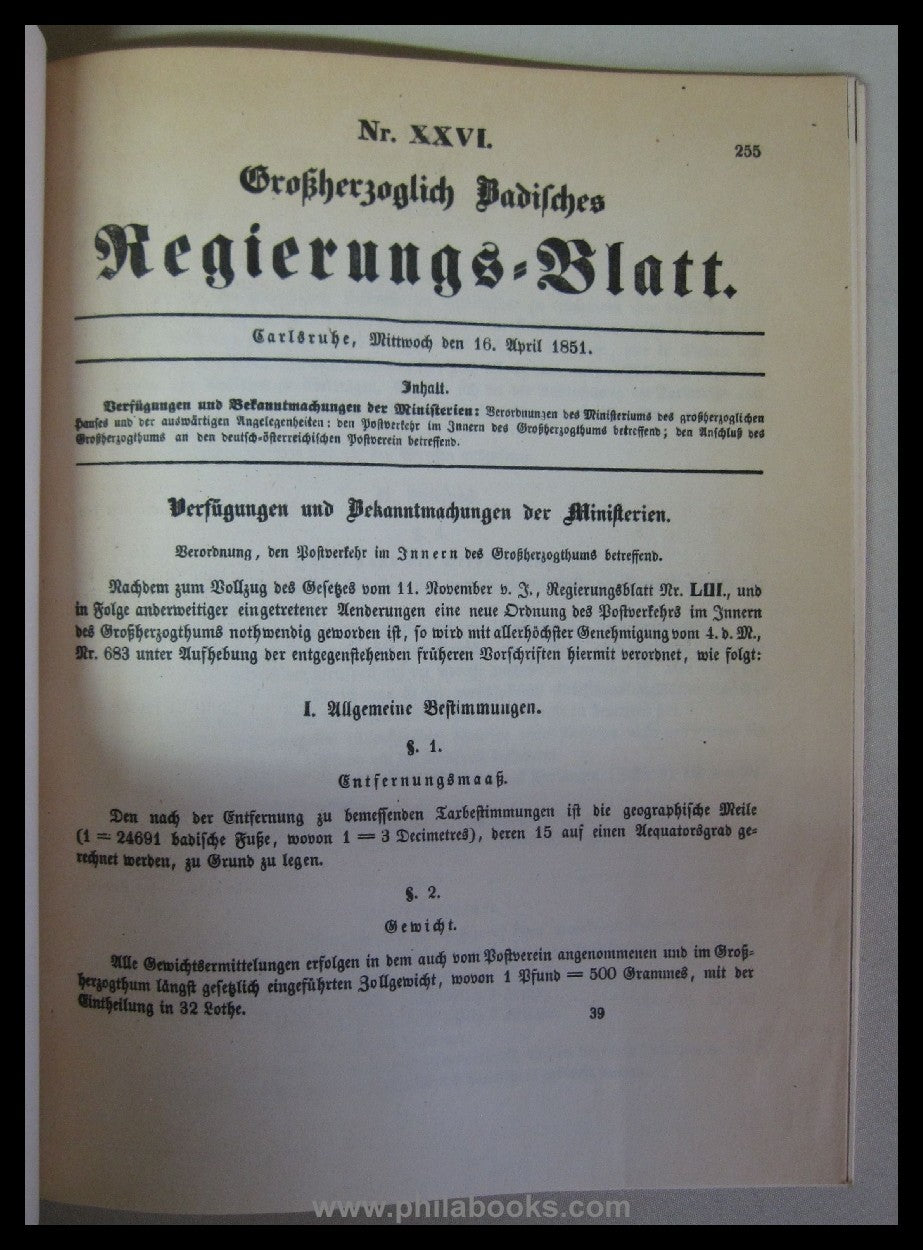 Nr. XXVI.
255
Großherzoglich Badisches
Regierungs-Blatt.
Carlsruhe, Mittwoch den 16. April 1851.
Inhalt.
Verfügungen und Bekanntmachungen der Ministerien: Verordnungen des Ministeriums des großherzoglichen
Hauses und der auswärtigen Angelegenheiten: den Postverkehr im Innern des Großherzogthums betreffend; den Anschluß des
Großherzogthums an den deutsch-österreichischen Postverein betreffend.
Verfügungen und Bekanntmachungen der Ministerien.
Verordnung, den Postverkehr im Innern des Großherzogthums betreffend.
Nachdem zum Vollzug des Gesetzes vom 11. November v. J., Regierungsblatt Nr. LXII., und
in Folge anderweitiger eingetretener Aenderungen eine neue Ordnung des Postverkehrs im Innern
des Großherzogthums nothwendig geworden ist, so wird mit allerhöchster Genehmigung vom 4. d. M.,
Nr. 683 unter Aufhebung der entgegenstehenden früheren Vorschriften hiermit verordnet, wie folgt:
I. Allgemeine Bestimmungen.
§. 1.
Entfernungsmaaß.
Den nach der Entfernung zu bemessenden Taxbestimmungen ist die geographische Meile
(1 = 24691 badische Fuße, wovon 1 = 3 Decimetres), deren 15 auf einen Aequatorsgrad ge-
rechnet werden, zu Grund zu legen.
§. 2.
Gewicht.
Alle Gewichtsermittelungen erfolgen in dem auch vom Postverein angenommenen und im Groß-
herzogthum längst gesetzlich eingeführten Zollgewicht, wovon 1 Pfund = 500 Grammes, mit der
Eintheilung in 32 Lothe.
39
www.philabooks.com